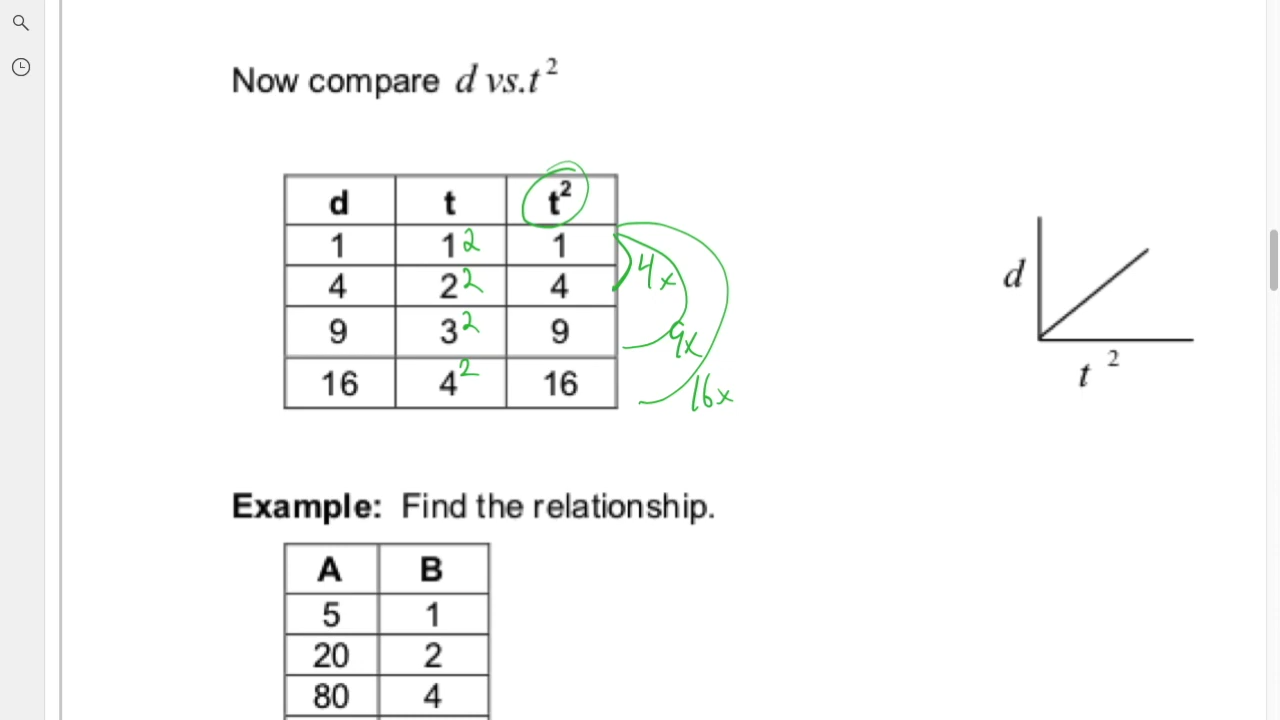 Now compare d vs. t²
d t t²
1 1² 1
4 2² 4
9 3² 9
16 4² 16
4x
9x
16x
d
t²
Example: Find the relationship.
A B
5 1
20 2
80 4